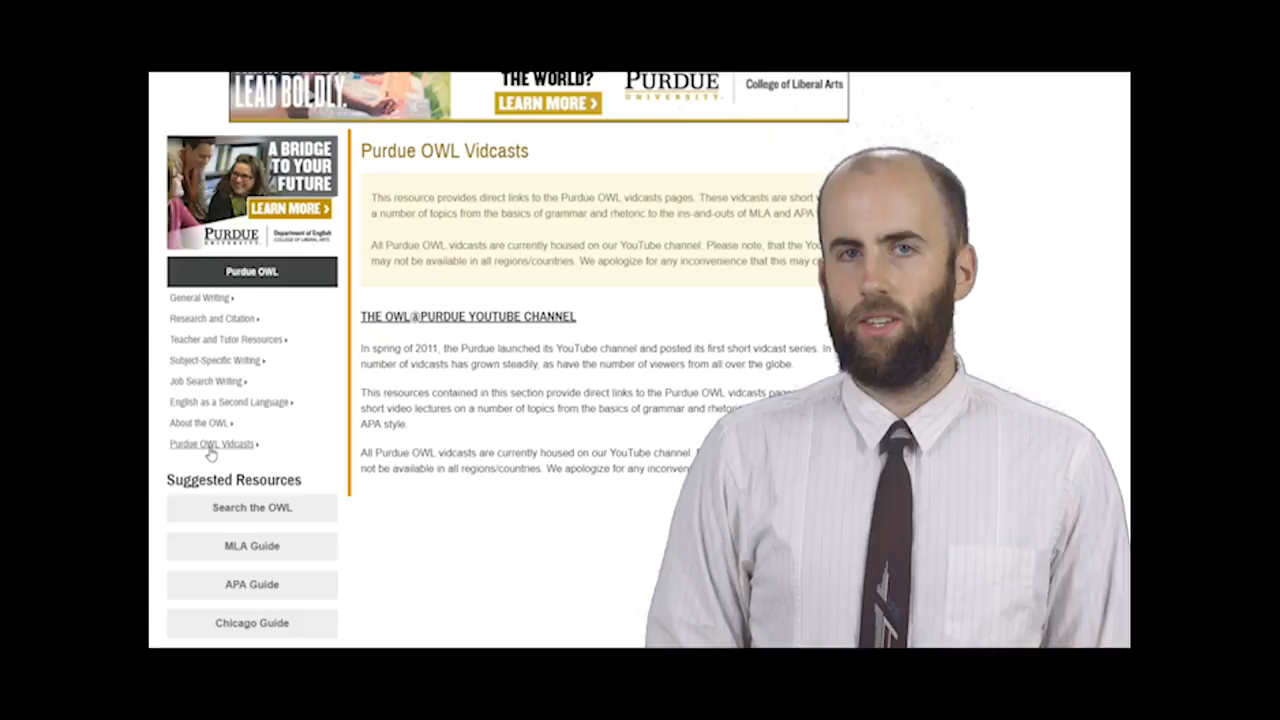 LEAD BOLDLY.
THE WORLD?
LEARN MORE >
PURDUE
UNIVERSITY
College of Liberal Arts
A BRIDGE
TO YOUR
FUTURE
LEARN MORE >
PURDUE
UNIVERSITY
Department of English
COLLEGE OF LIBERAL ARTS
Purdue OWL
General Writing
Research and Citation
Teacher and Tutor Resources
Subject-Specific Writing
Job Search Writing
English as a Second Language
About the OWL
Purdue OWL Vidcasts
Suggested Resources
Search the OWL
MLA Guide
APA Guide
Chicago Guide
Purdue OWL Vidcasts
This resource provides direct links to the Purdue OWL vidcasts pages. These vidcasts are short
a number of topics from the basics of grammar and rhetoric to the ins-and-outs of MLA and APA
All Purdue OWL vidcasts are currently housed on our YouTube channel. Please note, that the
may not be available in all regions/countries. We apologize for any inconvenience that this may
THE OWL@PURDUE YOUTUBE CHANNEL
In spring of 2011, the Purdue launched its YouTube channel and posted its first short vidcast series. In
number of vidcasts has grown steadily, as have the number of viewers from all over the globe.
This resources contained in this section provide direct links to the Purdue OWL vidcasts
short video lectures on a number of topics from the basics of grammar and
APA style.
All Purdue OWL vidcasts are currently housed on our YouTube channel.
not be available in all regions/countries. We apologize for any